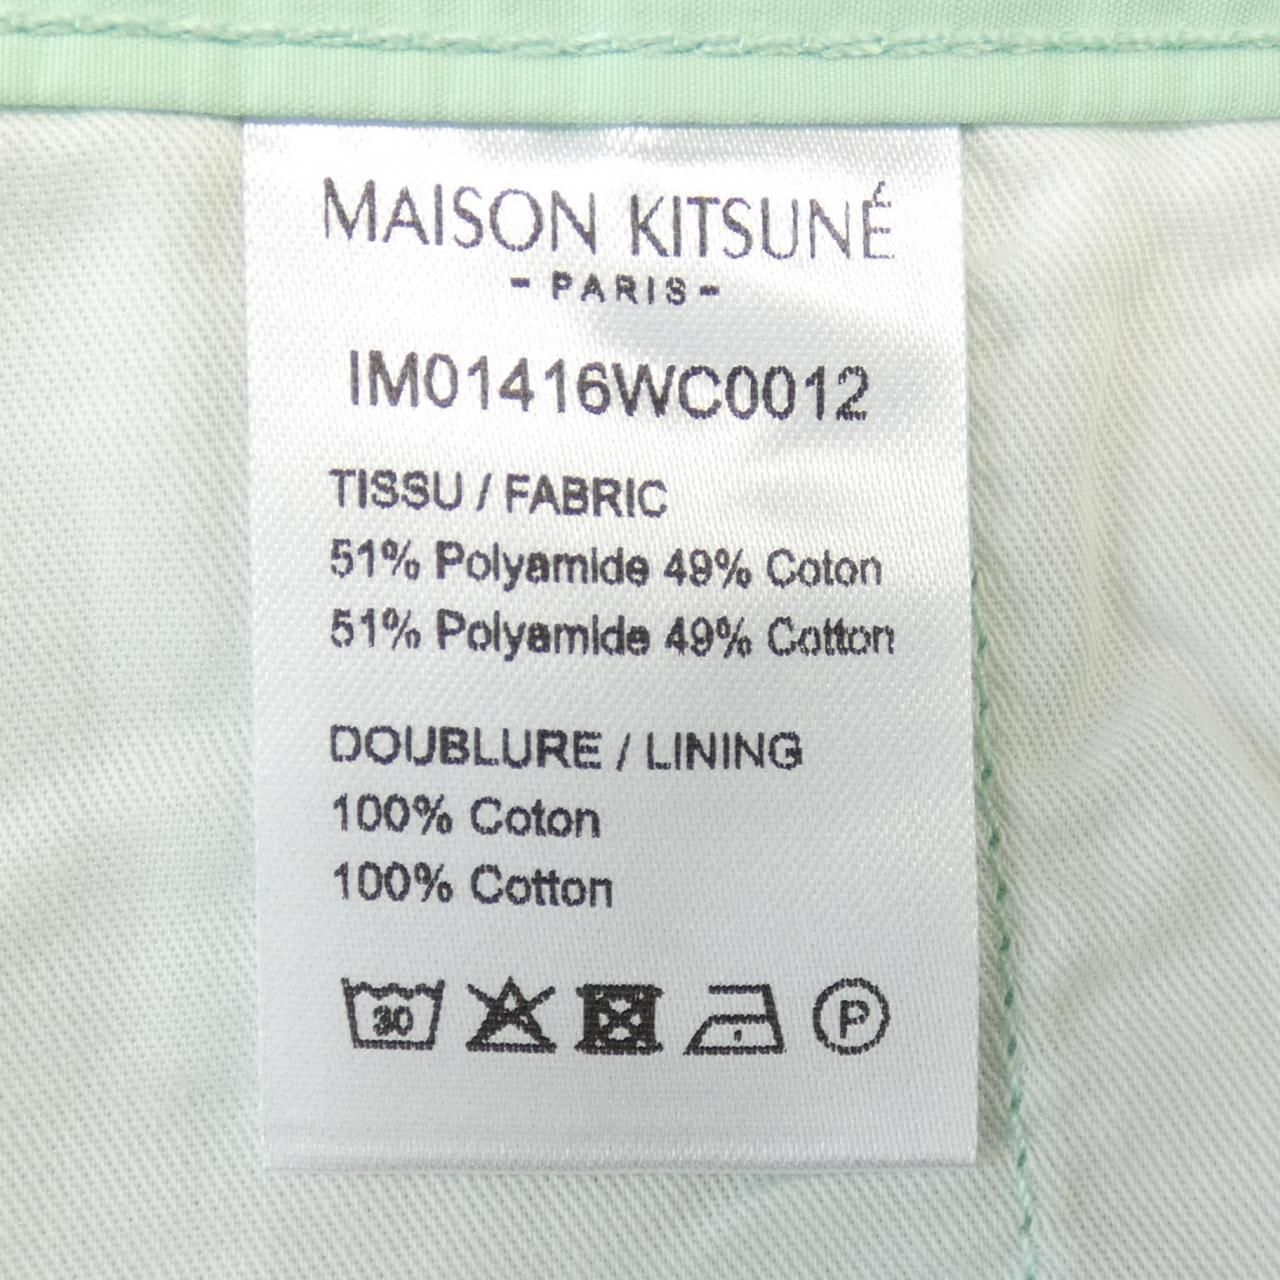 MAISON KITSUNÉ
- PARIS -
IM01416WC0012
TISSU / FABRIC
51% Polyamide 49% Coton
51% Polyamide 49% Cotton
DOUBLURE / LINING
100% Coton
100% Cotton
30 P